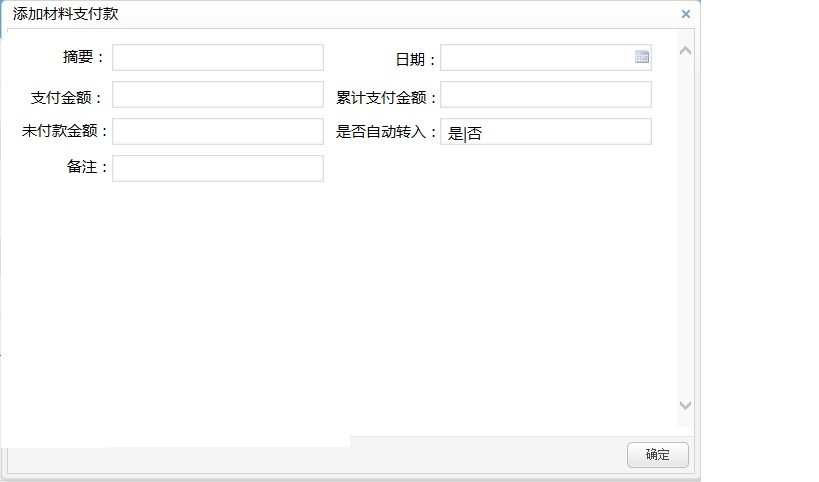 添加材料支付款
摘要： 日期：
支付金额： 累计支付金额：
未付款金额： 是否自动转入： 是|否
备注：
确定